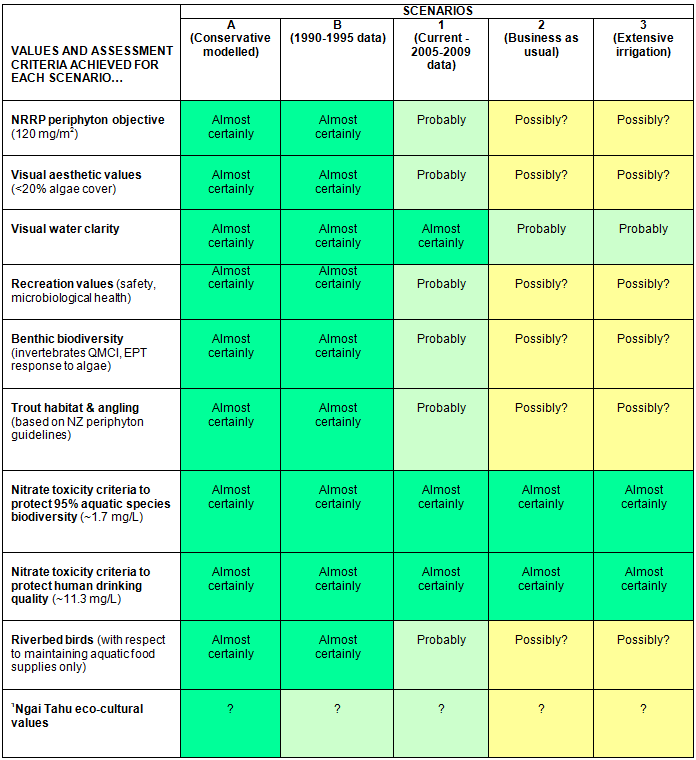 SCENARIOS
VALUES AND ASSESSMENT
CRITERIA ACHIEVED FOR
EACH SCENARIO…
A
(Conservative
modelled)
B
(1990-1995 data)
1
(Current -
2005-2009
data)
2
(Business as
usual)
3
(Extensive
irrigation)
NRRP periphyton objective
(120 mg/m²)
Almost
certainly
Almost
certainly
Probably
Possibly?
Possibly?
Visual aesthetic values
(<20% algae cover)
Almost
certainly
Almost
certainly
Probably
Possibly?
Possibly?
Visual water clarity
Almost
certainly
Almost
certainly
Almost
certainly
Probably
Probably
Recreation values (safety,
microbiological health)
Almost
certainly
Almost
certainly
Probably
Possibly?
Possibly?
Benthic biodiversity
(invertebrates QMCI, EPT
response to algae)
Almost
certainly
Almost
certainly
Probably
Possibly?
Possibly?
Trout habitat & angling
(based on NZ periphyton
guidelines)
Almost
certainly
Almost
certainly
Probably
Possibly?
Possibly?
Nitrate toxicity criteria to
protect 95% aquatic species
biodiversity (~1.7 mg/L)
Almost
certainly
Almost
certainly
Almost
certainly
Almost
certainly
Almost
certainly
Nitrate toxicity criteria to
protect human drinking
quality (~11.3 mg/L)
Almost
certainly
Almost
certainly
Almost
certainly
Almost
certainly
Almost
certainly
Riverbed birds (with respect
to maintaining aquatic food
supplies only)
Almost
certainly
Almost
certainly
Probably
Possibly?
Possibly?
¹Ngai Tahu eco-cultural
values
?
?
?
?
?